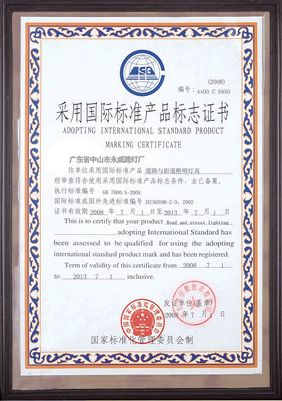 (2008)
编号: 4400 C 5950
采用国际标准产品标志证书
ADOPTING INTERNATIONAL STANDARD PRODUCT
MARKING CERTIFICATE
广东省中山市永威路灯厂
你单位采用国际标准产品 道路与街道照明灯具
经审查符合使用采用国际标准产品标志条件，业已备案。
执行标准编号 GB 7000.5-2005
国际标准或国外先进标准编号 IEC60598-2-3: 2002
证书有效期 2008 年 7 月 1 日至 2013 年 7 月 1 日
This is to certify that your product Road and street lighting
adopting International Standard has
been assessed to be qualified for using the adopting
international standard product mark and has been registered.
Term of validity of this certificate from 2008 7 1
to 2013 7 1 inclusive.
发证单位(盖章)
2008 年 7 月 1 日
国家标准化管理委员会制